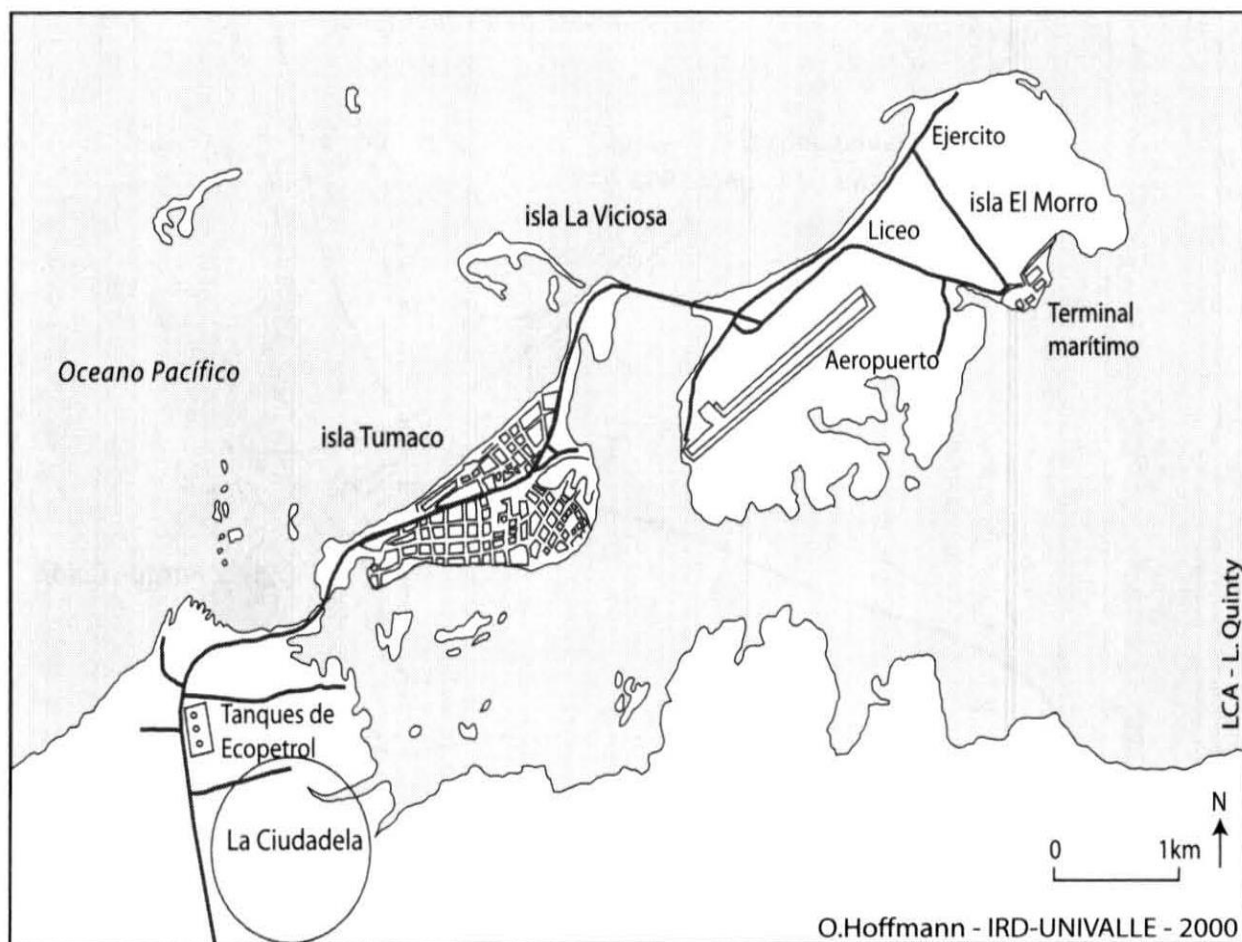 Ejercito
isla El Morro
isla La Viciosa
Liceo
Terminal
marítimo
Aeropuerto
Oceano Pacífico
isla Tumaco
LCA - L. Quinty
Tanques de
Ecopetrol
La Ciudadela
N
0 1km
O.Hoffmann - IRD-UNIVALLE - 2000